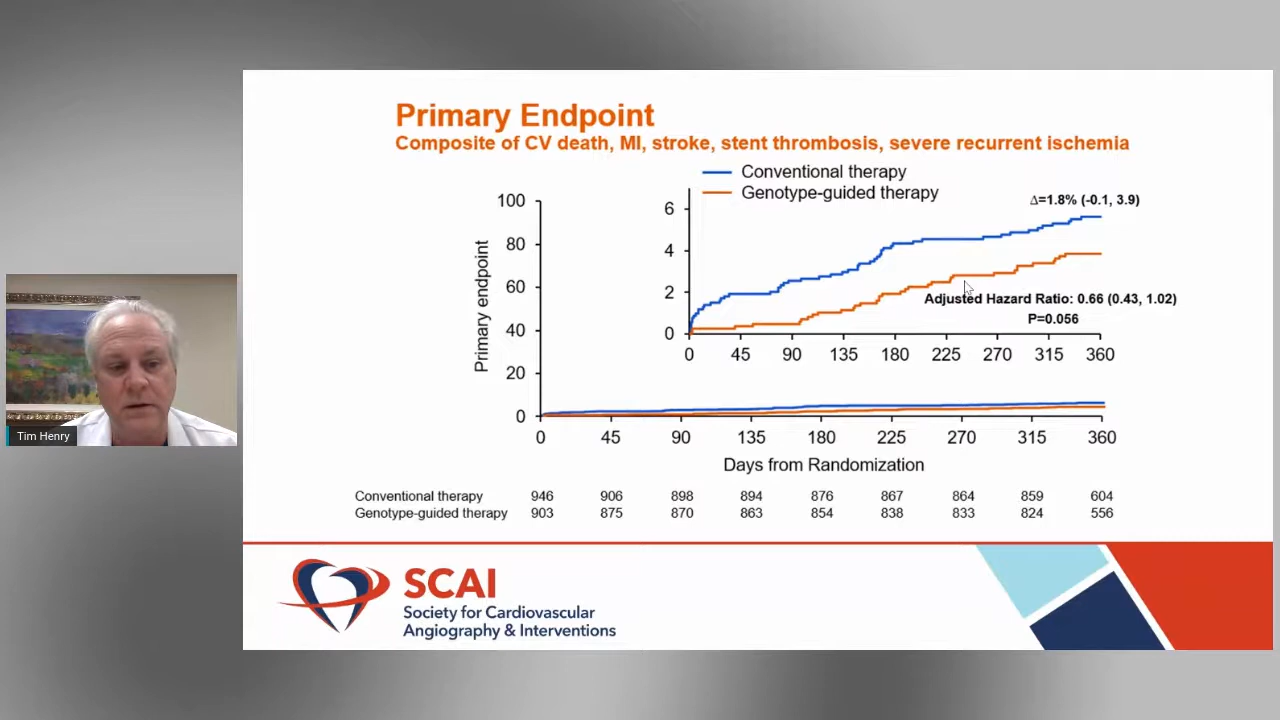 Primary Endpoint
Composite of CV death, MI, stroke, stent thrombosis, severe recurrent ischemia
Conventional therapy
Genotype-guided therapy
Δ=1.8% (-0.1, 3.9)
6
4
2
0
0 45 90 135 180 225 270 315 360
Adjusted Hazard Ratio: 0.66 (0.43, 1.02)
P=0.056
Primary endpoint
100
80
60
40
20
0
0 45 90 135 180 225 270 315 360
Days from Randomization
Conventional therapy 946 906 898 894 876 867 864 859 604
Genotype-guided therapy 903 875 870 863 854 838 833 824 556
Tim Henry
SCAI
Society for Cardiovascular
Angiography & Interventions